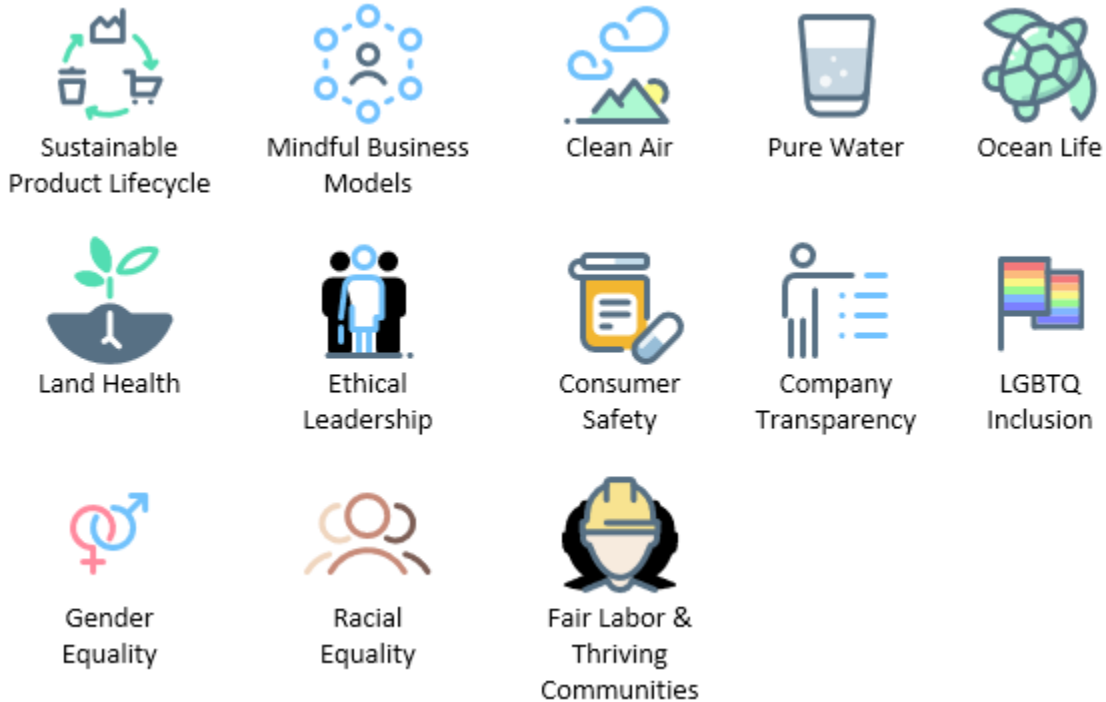 Sustainable
Product Lifecycle
Mindful Business
Models
Clean Air
Pure Water
Ocean Life
Land Health
Ethical
Leadership
Consumer
Safety
Company
Transparency
LGBTQ
Inclusion
Gender
Equality
Racial
Equality
Fair Labor &
Thriving
Communities